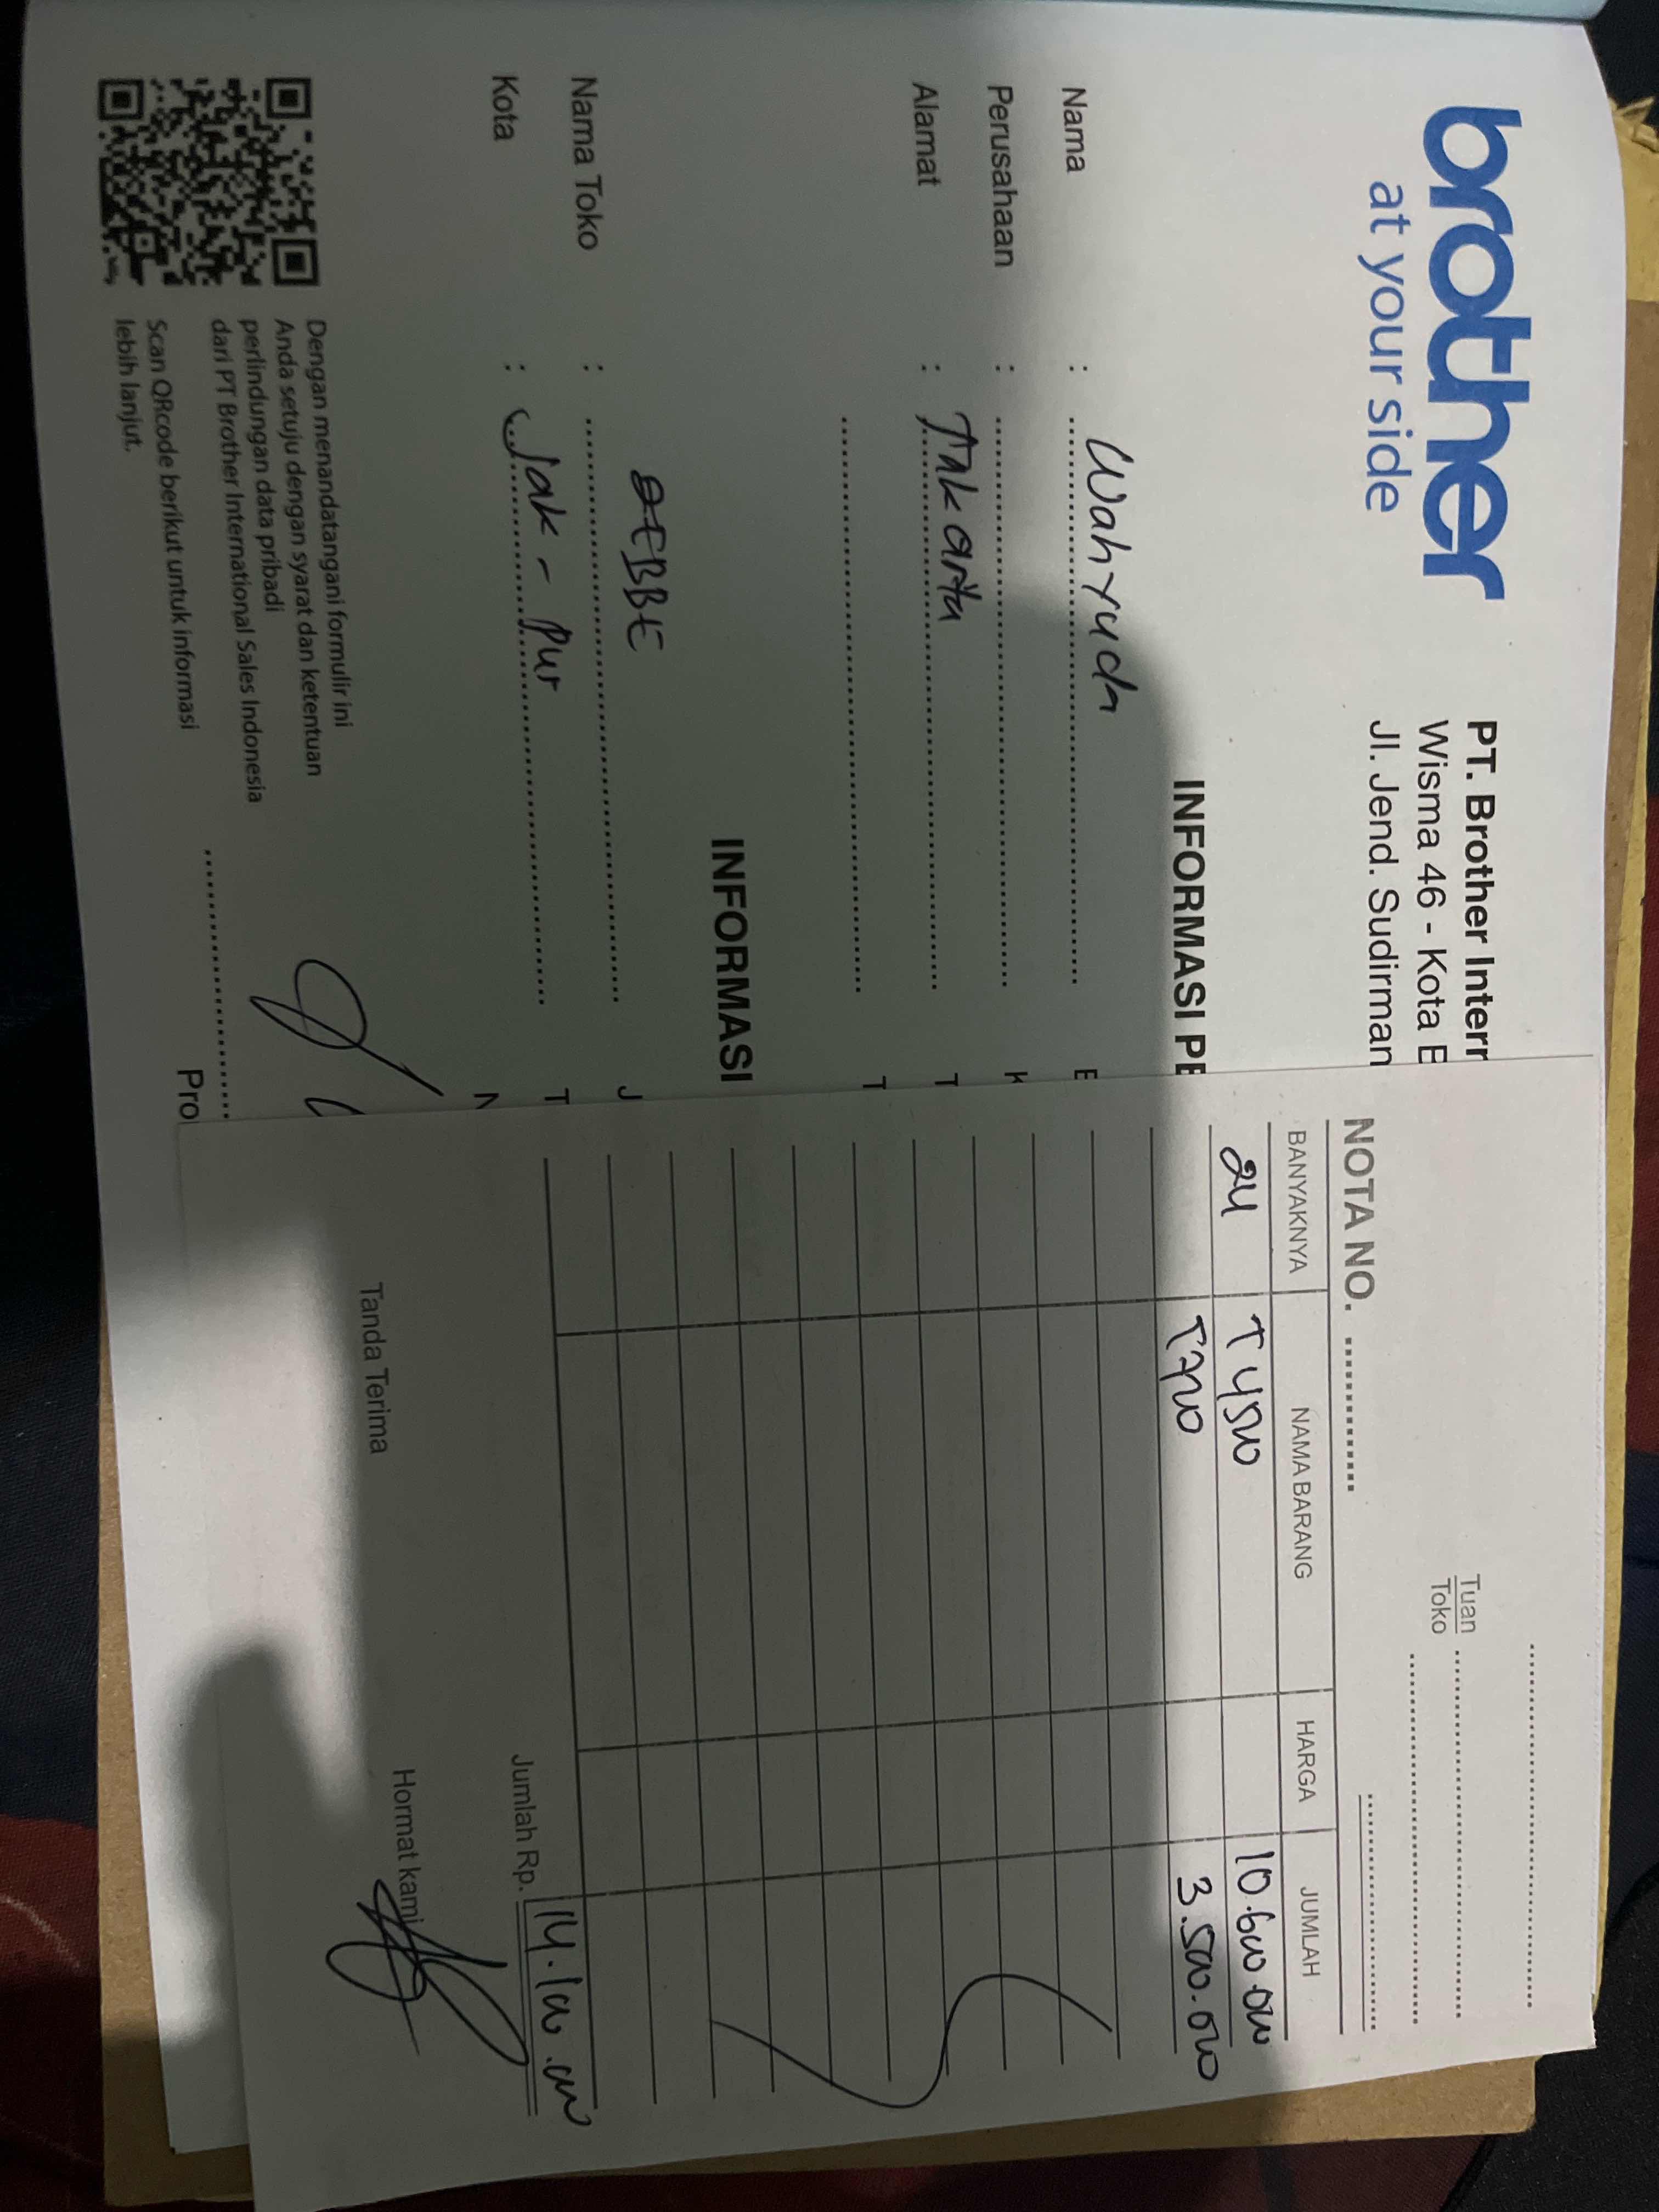 brother
at your side
PT. Brother Interr
Wisma 46 - Kota B
Jl. Jend. Sudirman
INFORMASI PE
Nama : Wahyuda
E
Perusahaan :
K
Alamat :
T
T
INFORMASI
Nama Toko :
J
Kota : Jak - Pur
T
N
Dengan menandatangani formulir ini
Anda setuju dengan syarat dan ketentuan
perlindungan data pribadi
dari PT Brother International Sales Indonesia
Scan QRcode berikut untuk informasi
lebih lanjut.
Pro
Tuan
Toko
NOTA NO.
BANYAKNYA NAMA BARANG HARGA JUMLAH
24 T4500 10.600.000
T720 3.500.000
Jumlah Rp. 14.100.000
Tanda Terima Hormat kami